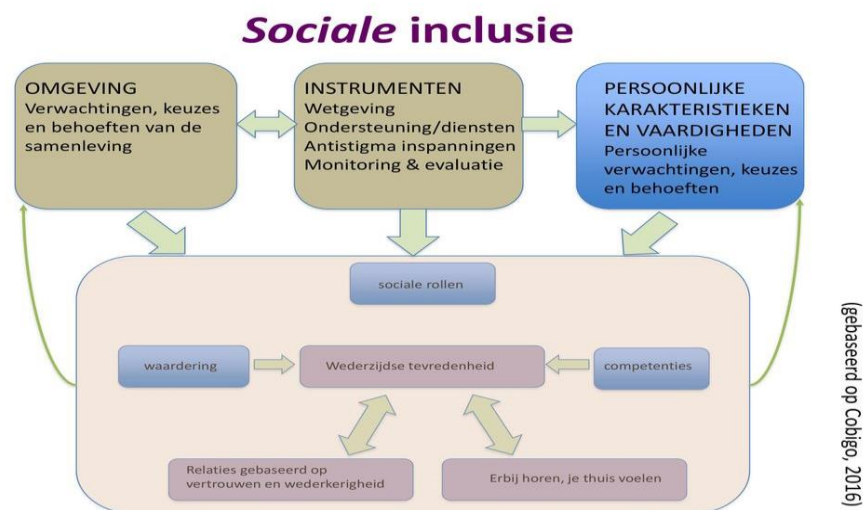 Sociale inclusie
OMGEVING
Verwachtingen, keuzes
en behoeften van de
samenleving
INSTRUMENTEN
Wetgeving
Ondersteuning/diensten
Antistigma inspanningen
Monitoring & evaluatie
PERSOONLIJKE
KARAKTERISTIEKEN
EN VAARDIGHEDEN
Persoonlijke
verwachtingen, keuzes
en behoeften
sociale rollen
waardering
Wederzijdse tevredenheid
competenties
Relaties gebaseerd op
vertrouwen en wederkerigheid
Erbij horen, je thuis voelen
(gebaseerd op Cobigo, 2016)